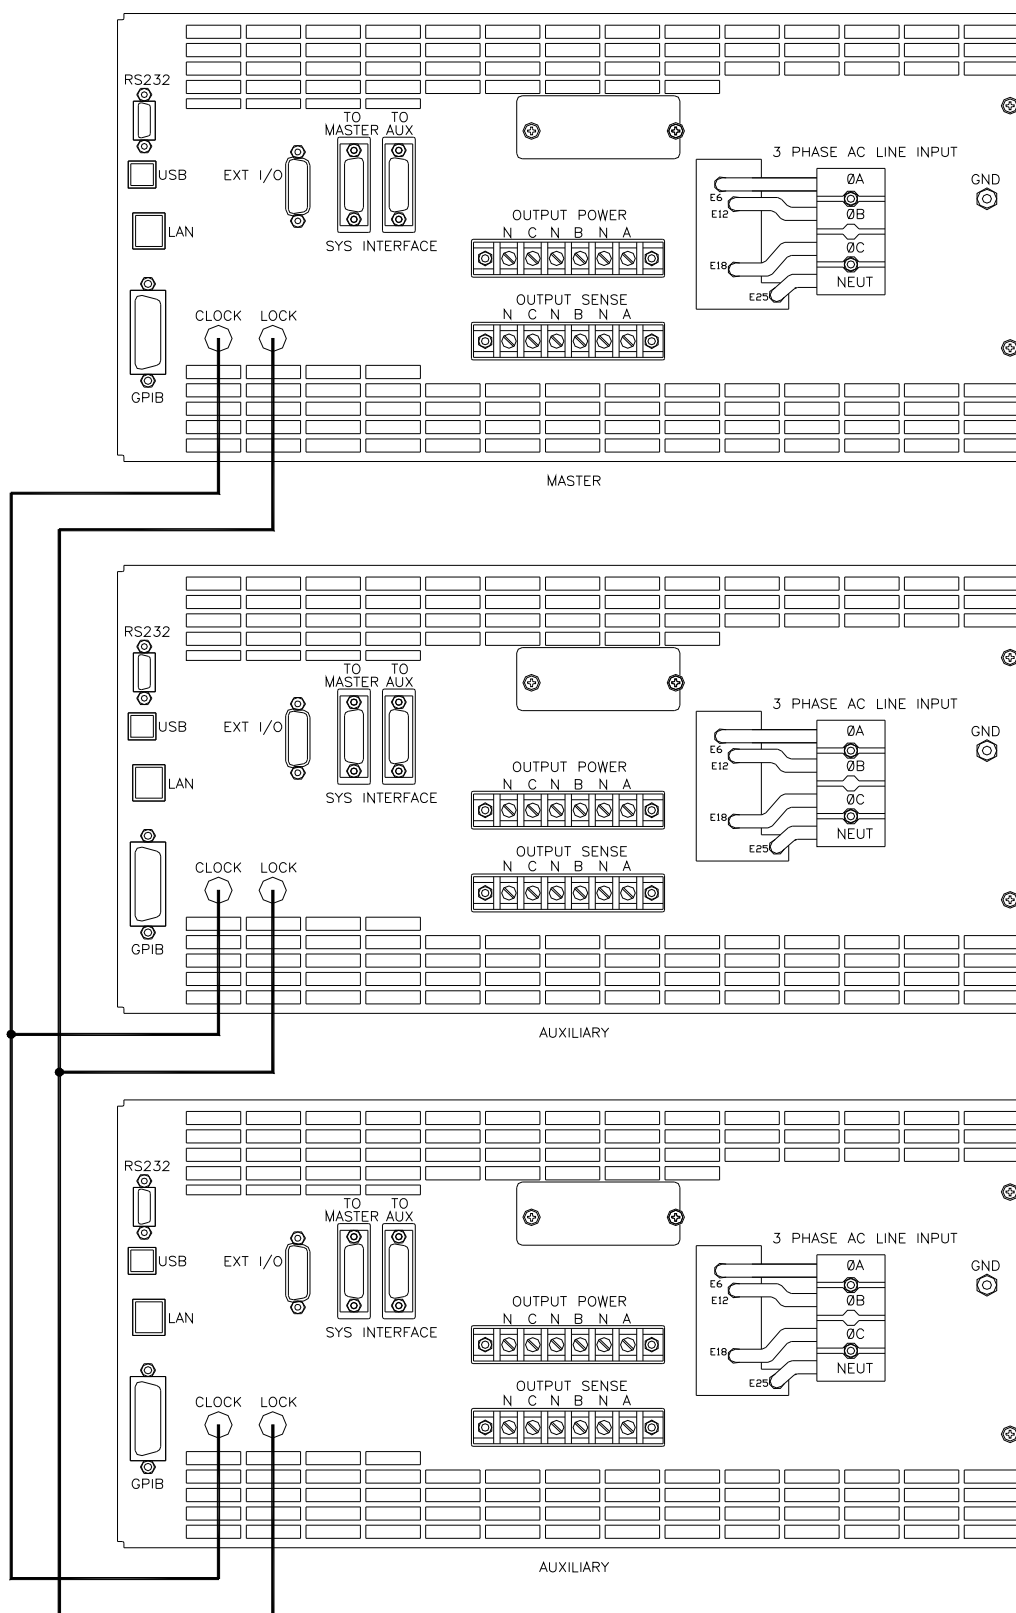 RS232
TO TO
MASTER AUX
3 PHASE AC LINE INPUT
USB
EXT I/O
ØA
GND
E6
E12
OUTPUT POWER
ØB
LAN
N C N B N A
SYS INTERFACE
ØC
E18
NEUT
E25
OUTPUT SENSE
N C N B N A
CLOCK LOCK
GPIB
MASTER
RS232
TO TO
MASTER AUX
3 PHASE AC LINE INPUT
USB
EXT I/O
ØA
GND
E6
E12
OUTPUT POWER
ØB
LAN
N C N B N A
SYS INTERFACE
ØC
E18
NEUT
E25
OUTPUT SENSE
N C N B N A
CLOCK LOCK
GPIB
AUXILIARY
RS232
TO TO
MASTER AUX
3 PHASE AC LINE INPUT
USB
EXT I/O
ØA
GND
E6
E12
OUTPUT POWER
ØB
LAN
N C N B N A
SYS INTERFACE
ØC
E18
NEUT
E25
OUTPUT SENSE
N C N B N A
CLOCK LOCK
GPIB
AUXILIARY